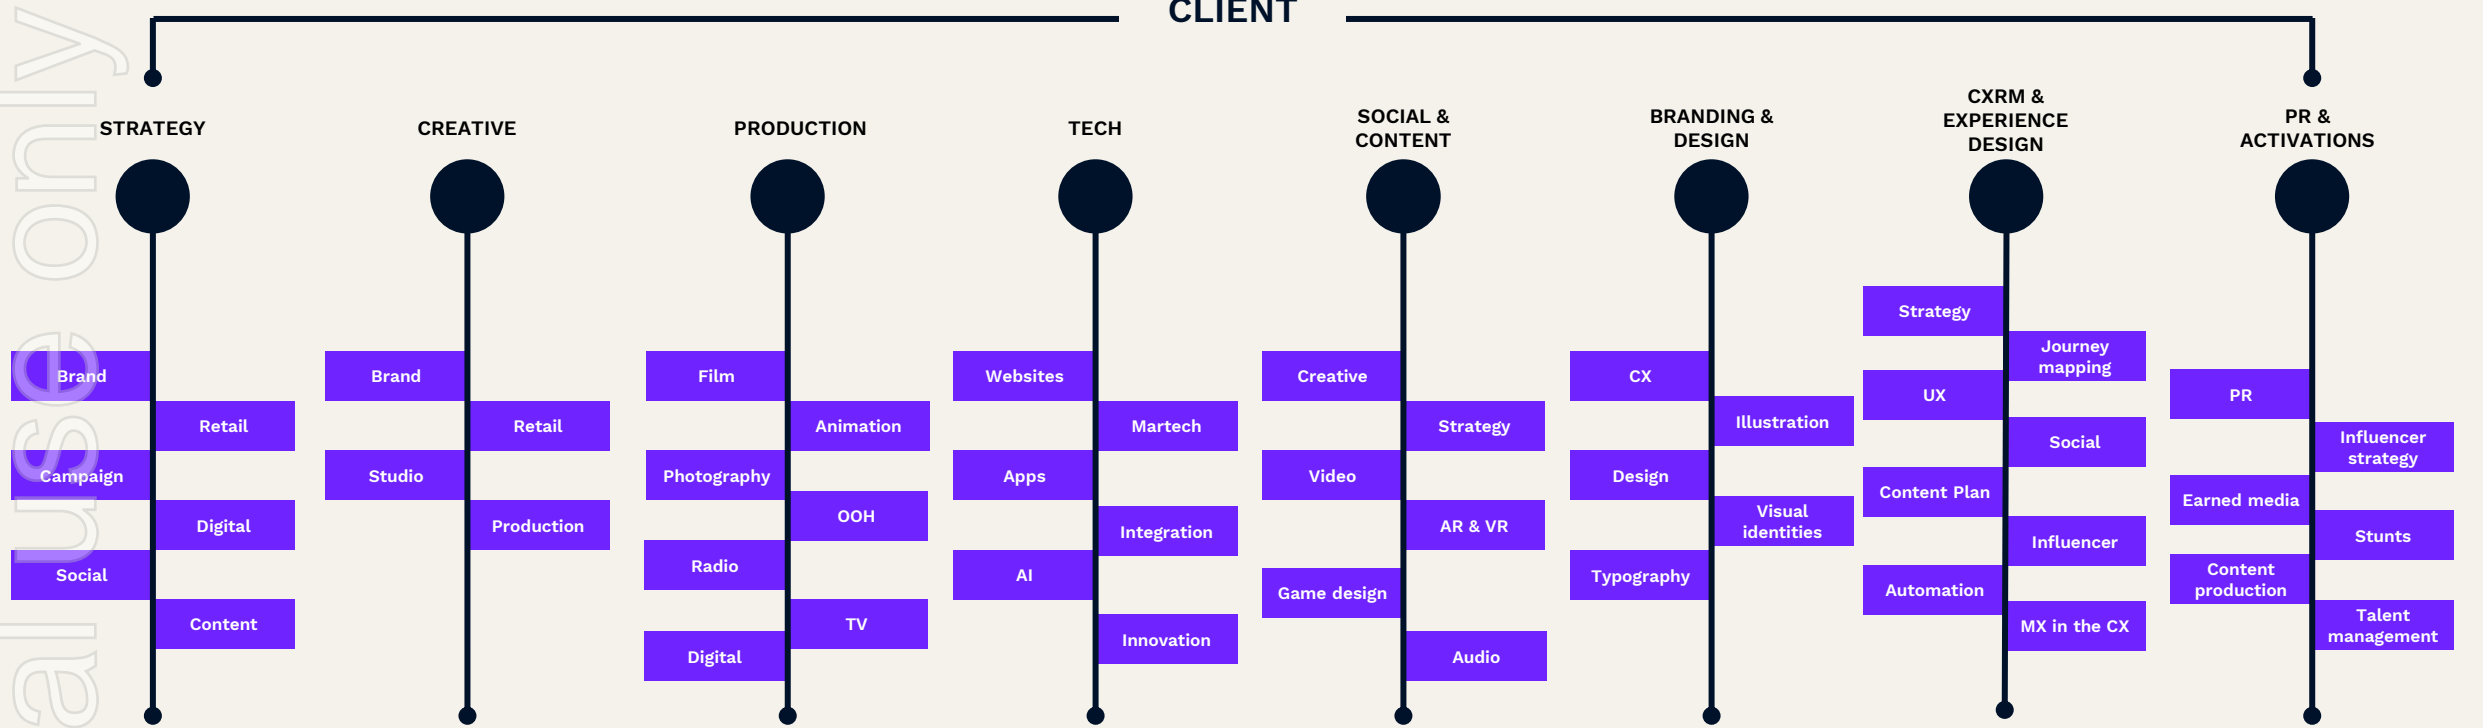 CLIENT
STRATEGY
Brand
Retail
Campaign
Digital
Social
Content
CREATIVE
Brand
Retail
Studio
Production
PRODUCTION
Film
Animation
Photography
OOH
Radio
TV
Digital
TECH
Websites
Martech
Apps
Integration
AI
Innovation
SOCIAL &
CONTENT
Creative
Strategy
Video
AR & VR
Game design
Audio
BRANDING &
DESIGN
CX
Illustration
Design
Visual
identities
Typography
CXRM &
EXPERIENCE
DESIGN
Strategy
Journey
mapping
UX
Social
Content Plan
Influencer
Automation
MX in the CX
PR &
ACTIVATIONS
PR
Influencer
strategy
Earned media
Stunts
Content
production
Talent
management
al use only